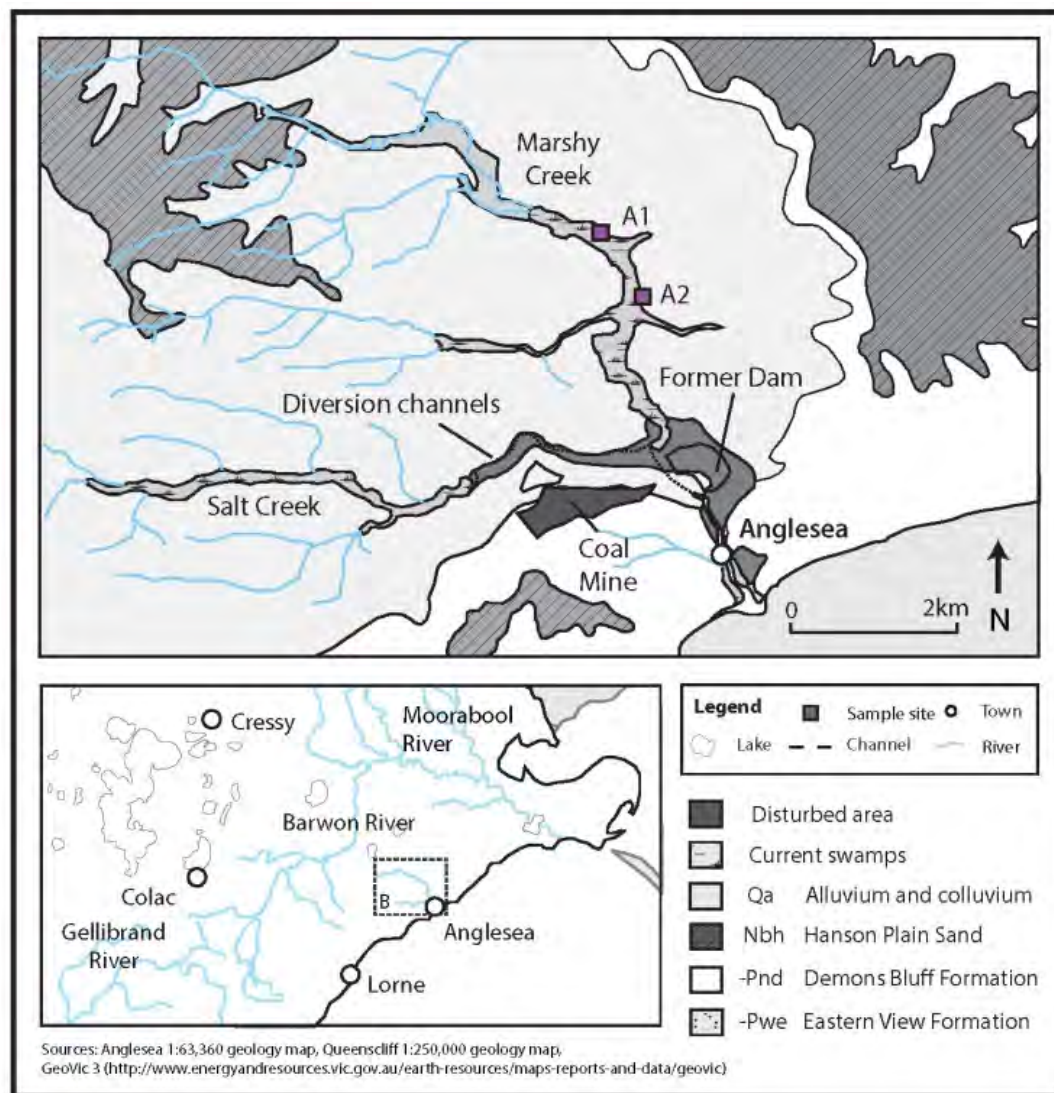 Marshy
Creek
A1
A2
Former Dam
Diversion channels
Salt Creek
Coal
Mine
Anglesea
0 2km
N
Cressy
Moorabool
River
Barwon River
Colac
B
Anglesea
Gellibrand
River
Lorne
Legend Sample site Town
Lake Channel River
Disturbed area
Current swamps
Qa Alluvium and colluvium
Nbh Hanson Plain Sand
-Pnd Demons Bluff Formation
-Pwe Eastern View Formation
Sources: Anglesea 1:63,360 geology map, Queenscliff 1:250,000 geology map,
GeoVic 3 (http://www.energyandresources.vic.gov.au/earth-resources/maps-reports-and-data/geovic)